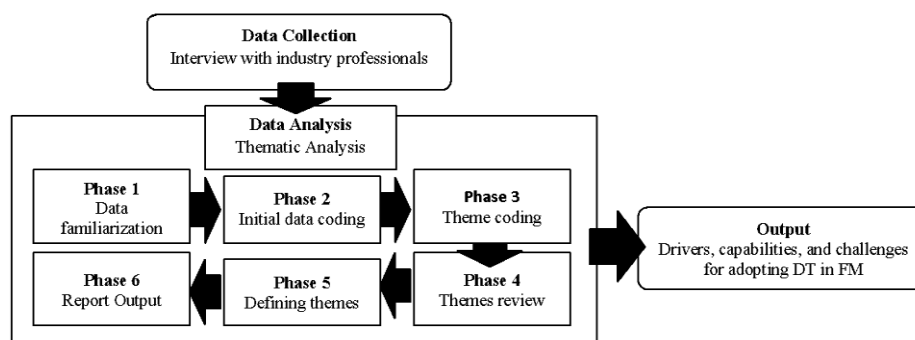 Data Collection
Interview with industry professionals
Data Analysis
Thematic Analysis
Phase 1
Data
familiarization
Phase 2
Initial data coding
Phase 3
Theme coding
Phase 4
Themes review
Phase 5
Defining themes
Phase 6
Report Output
Output
Drivers, capabilities, and challenges
for adopting DT in FM